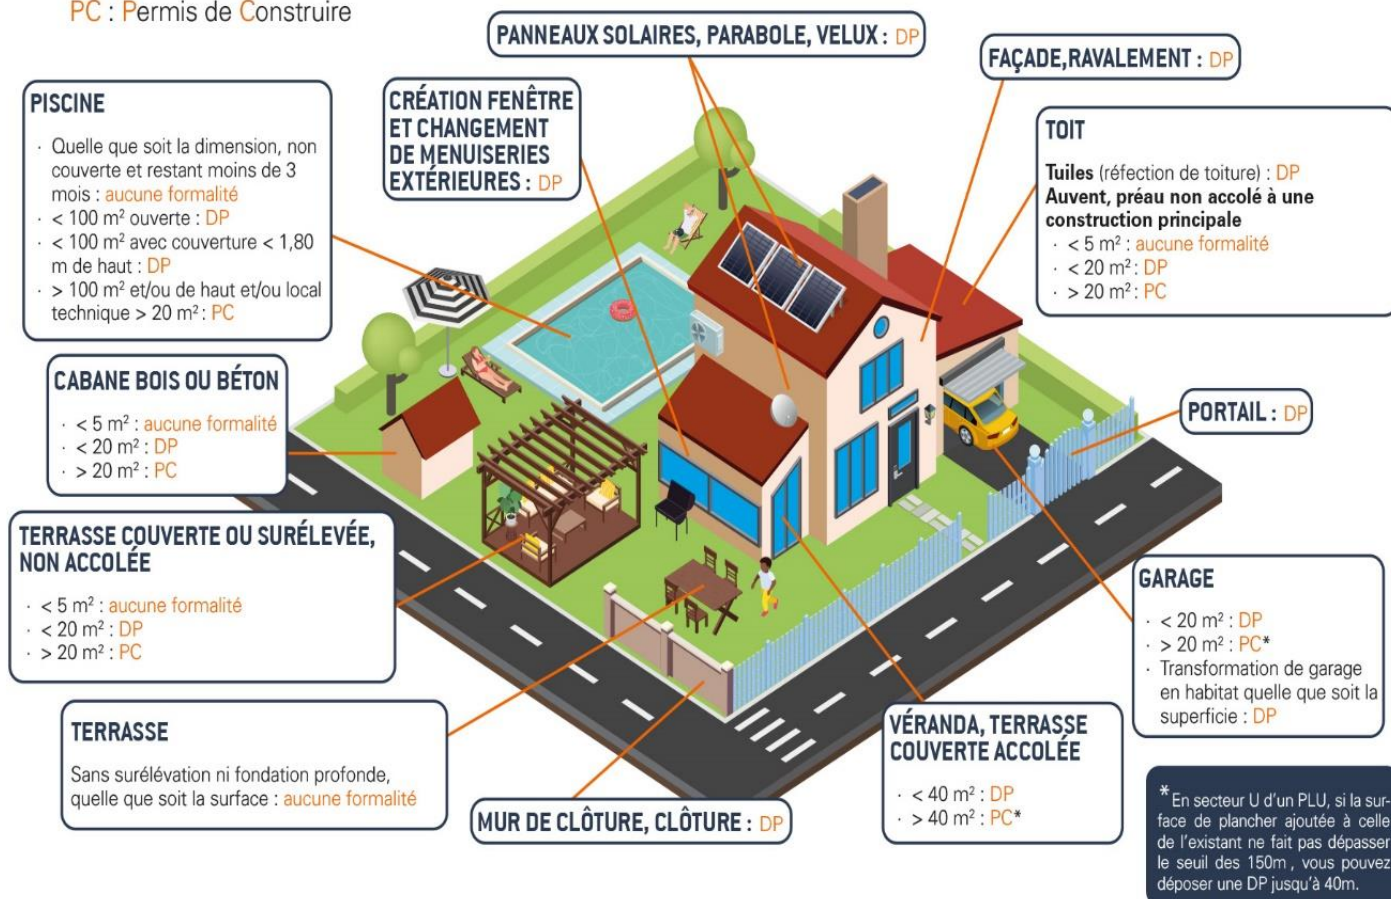 PC : Permis de Construire
PANNEAUX SOLAIRES, PARABOLE, VELUX : DP
FAÇADE,RAVALEMENT : DP
PISCINE
· Quelle que soit la dimension, non
couverte et restant moins de 3
mois : aucune formalité
· < 100 m² ouverte : DP
· < 100 m² avec couverture < 1,80
m de haut : DP
· > 100 m² et/ou de haut et/ou local
technique > 20 m² : PC
CRÉATION FENÊTRE
ET CHANGEMENT
DE MENUISERIES
EXTÉRIEURES : DP
TOIT
Tuiles (réfection de toiture) : DP
Auvent, préau non accolé à une
construction principale
· < 5 m² : aucune formalité
· < 20 m² : DP
· > 20 m² : PC
CABANE BOIS OU BÉTON
· < 5 m² : aucune formalité
· < 20 m² : DP
· > 20 m² : PC
PORTAIL : DP
TERRASSE COUVERTE OU SURÉLEVÉE,
NON ACCOLÉE
· < 5 m² : aucune formalité
· < 20 m² : DP
· > 20 m² : PC
GARAGE
· < 20 m² : DP
· > 20 m² : PC*
· Transformation de garage
en habitat quelle que soit la
superficie : DP
TERRASSE
Sans surélévation ni fondation profonde,
quelle que soit la surface : aucune formalité
MUR DE CLÔTURE, CLÔTURE : DP
VÉRANDA, TERRASSE
COUVERTE ACCOLÉE
· < 40 m² : DP
· > 40 m² : PC*
* En secteur U d'un PLU, si la sur-
face de plancher ajoutée à celle
de l'existant ne fait pas dépasser
le seuil des 150m , vous pouvez
déposer une DP jusqu'à 40m.